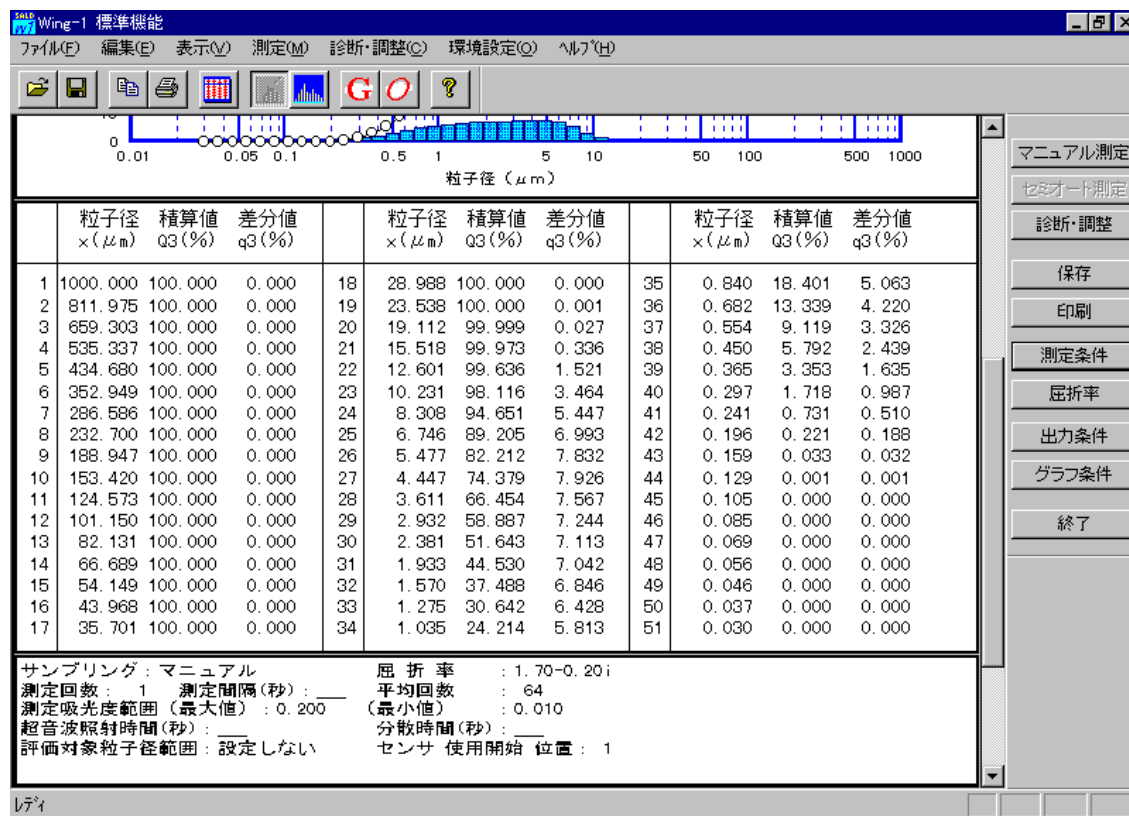 SALD W1 Wing-1 標準機能
ファイル(F) 編集(E) 表示(V) 測定(M) 診断・調整(C) 環境設定(O) ヘルプ(H)
G O ?
0
0.01 0.05 0.1 0.5 1 5 10 50 100 500 1000
粒子径 (μm)
粒子径 積算値 差分値 粒子径 積算値 差分値 粒子径 積算値 差分値
x(μm) Q3(%) q3(%) x(μm) Q3(%) q3(%) x(μm) Q3(%) q3(%)
1 1000.000 100.000 0.000 18 28.988 100.000 0.000 35 0.840 18.401 5.063
2 811.975 100.000 0.000 19 23.538 100.000 0.001 36 0.682 13.339 4.220
3 659.303 100.000 0.000 20 19.112 99.999 0.027 37 0.554 9.119 3.326
4 535.337 100.000 0.000 21 15.518 99.973 0.336 38 0.450 5.792 2.439
5 434.680 100.000 0.000 22 12.601 99.636 1.521 39 0.365 3.353 1.635
6 352.949 100.000 0.000 23 10.231 98.116 3.464 40 0.297 1.718 0.987
7 286.586 100.000 0.000 24 8.308 94.651 5.447 41 0.241 0.731 0.510
8 232.700 100.000 0.000 25 6.746 89.205 6.993 42 0.196 0.221 0.188
9 188.947 100.000 0.000 26 5.477 82.212 7.832 43 0.159 0.033 0.032
10 153.420 100.000 0.000 27 4.447 74.379 7.926 44 0.129 0.001 0.001
11 124.573 100.000 0.000 28 3.611 66.454 7.567 45 0.105 0.000 0.000
12 101.150 100.000 0.000 29 2.932 58.887 7.244 46 0.085 0.000 0.000
13 82.131 100.000 0.000 30 2.381 51.643 7.113 47 0.069 0.000 0.000
14 66.689 100.000 0.000 31 1.933 44.530 7.042 48 0.056 0.000 0.000
15 54.149 100.000 0.000 32 1.570 37.488 6.846 49 0.046 0.000 0.000
16 43.968 100.000 0.000 33 1.275 30.642 6.428 50 0.037 0.000 0.000
17 35.701 100.000 0.000 34 1.035 24.214 5.813 51 0.030 0.000 0.000
サンプリング:マニュアル 屈 折 率 :1.70-0.20i
測定回数: 1 測定間隔(秒):___ 平均回数 : 64
測定吸光度範囲 (最大値) :0.200 (最小値) :0.010
超音波照射時間(秒):___ 分散時間(秒):___
評価対象粒子径範囲:設定しない センサ 使用開始 位置: 1
マニュアル測定
セミオート測定
診断・調整
保存
印刷
測定条件
屈折率
出力条件
グラフ条件
終了
レディ